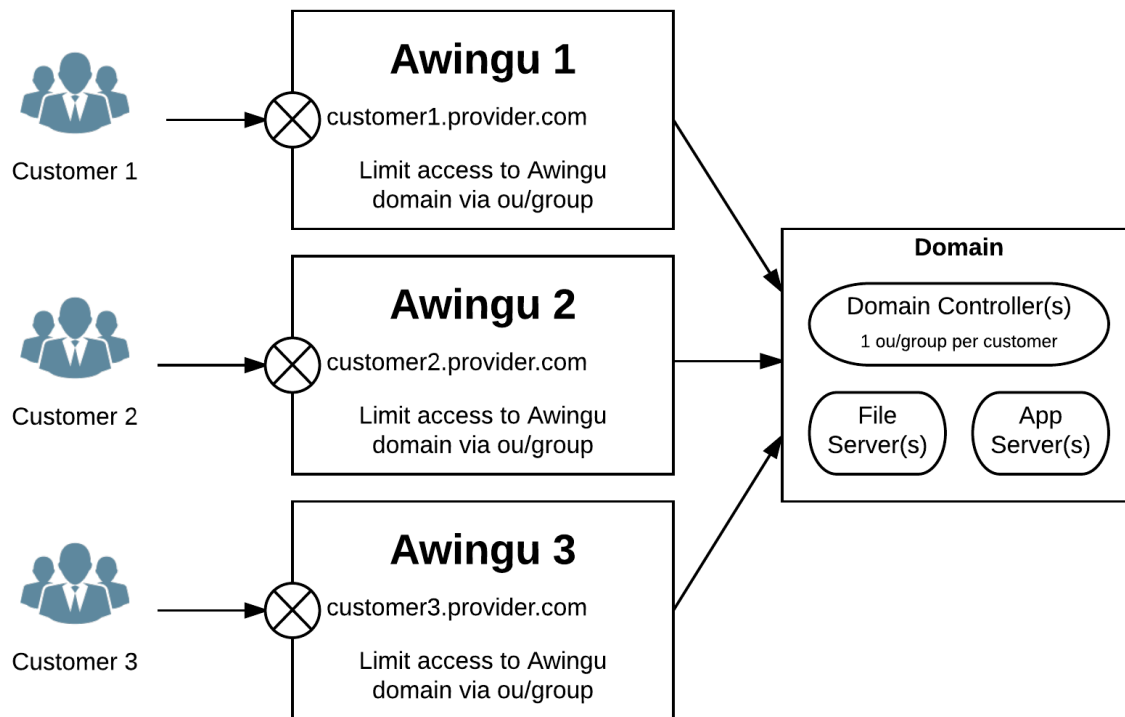 Customer 1
Awingu 1
customer1.provider.com
Limit access to Awingu
domain via ou/group
Customer 2
Awingu 2
customer2.provider.com
Limit access to Awingu
domain via ou/group
Customer 3
Awingu 3
customer3.provider.com
Limit access to Awingu
domain via ou/group
Domain
Domain Controller(s)
1 ou/group per customer
File
Server(s)
App
Server(s)